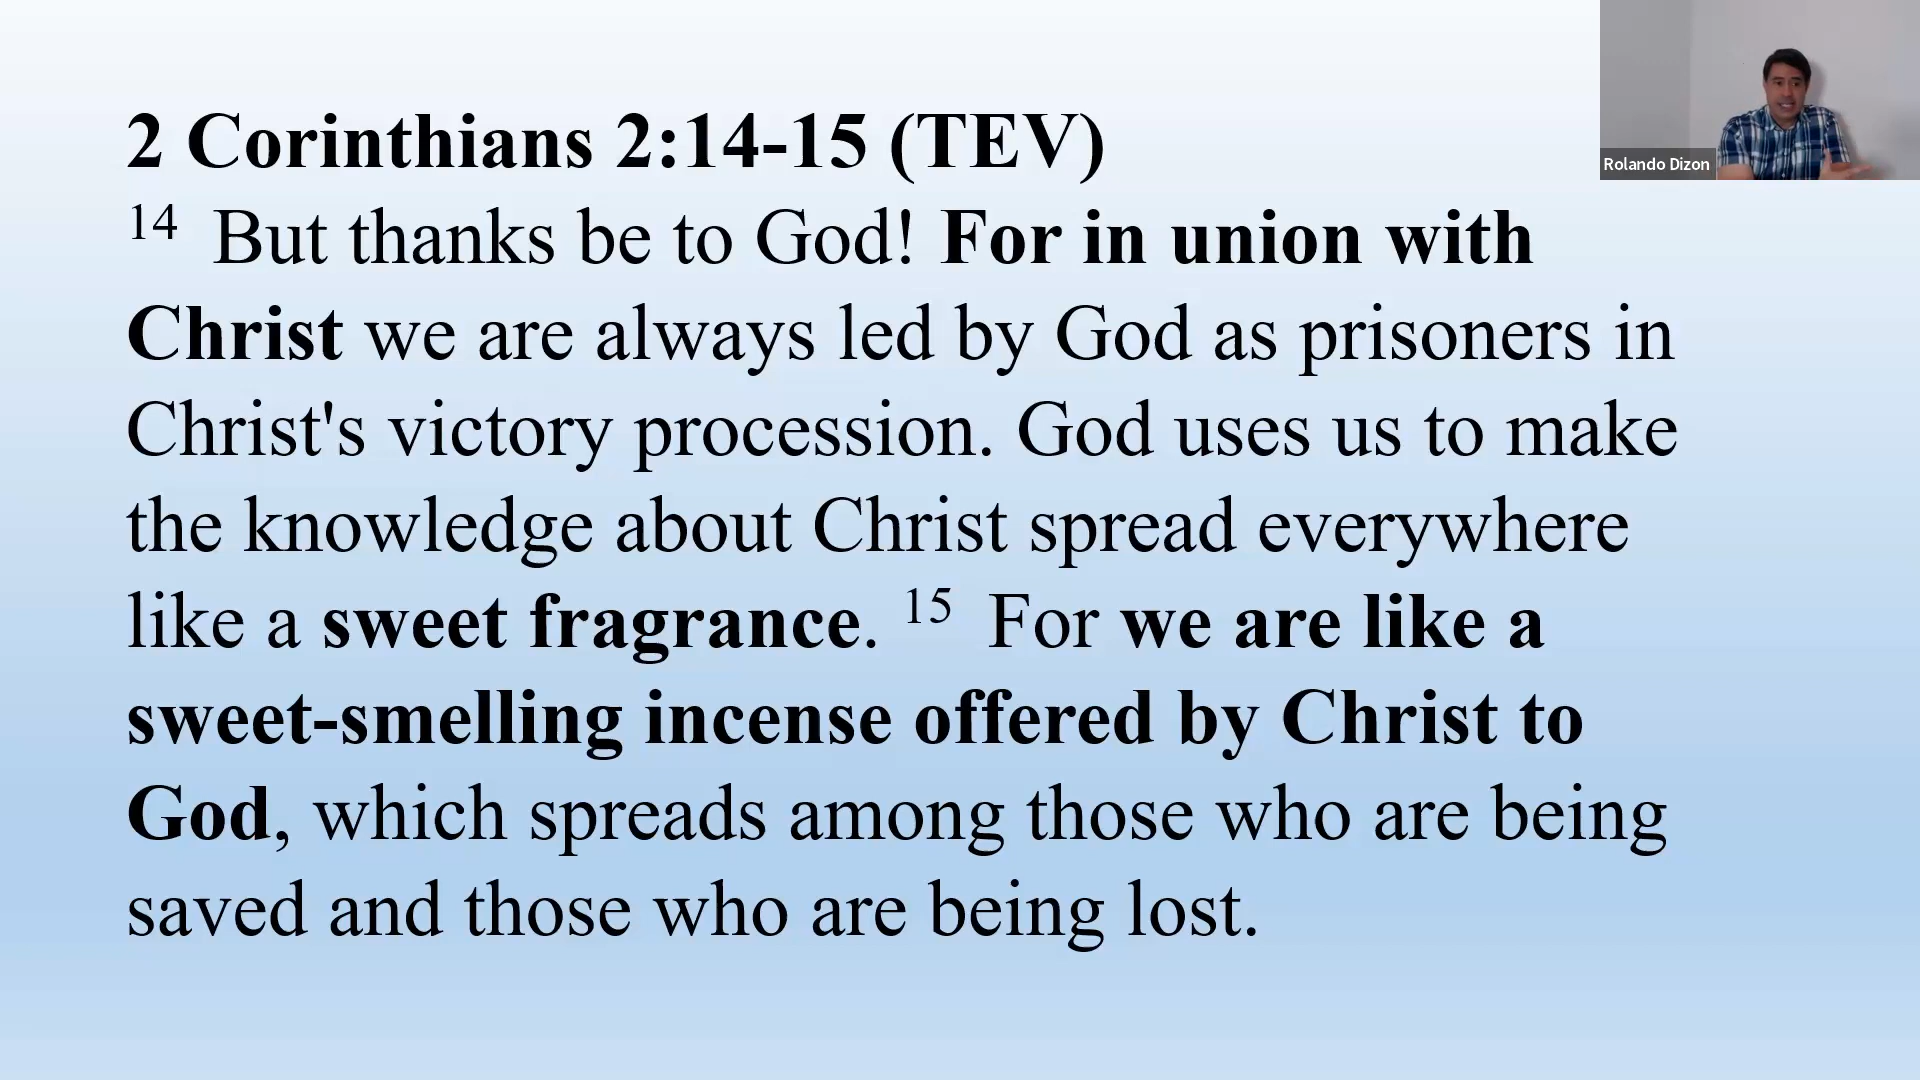 2 Corinthians 2:14-15 (TEV)
14 But thanks be to God! For in union with
Christ we are always led by God as prisoners in
Christ's victory procession. God uses us to make
the knowledge about Christ spread everywhere
like a sweet fragrance. 15 For we are like a
sweet-smelling incense offered by Christ to
God, which spreads among those who are being
saved and those who are being lost.
Rolando Dizon